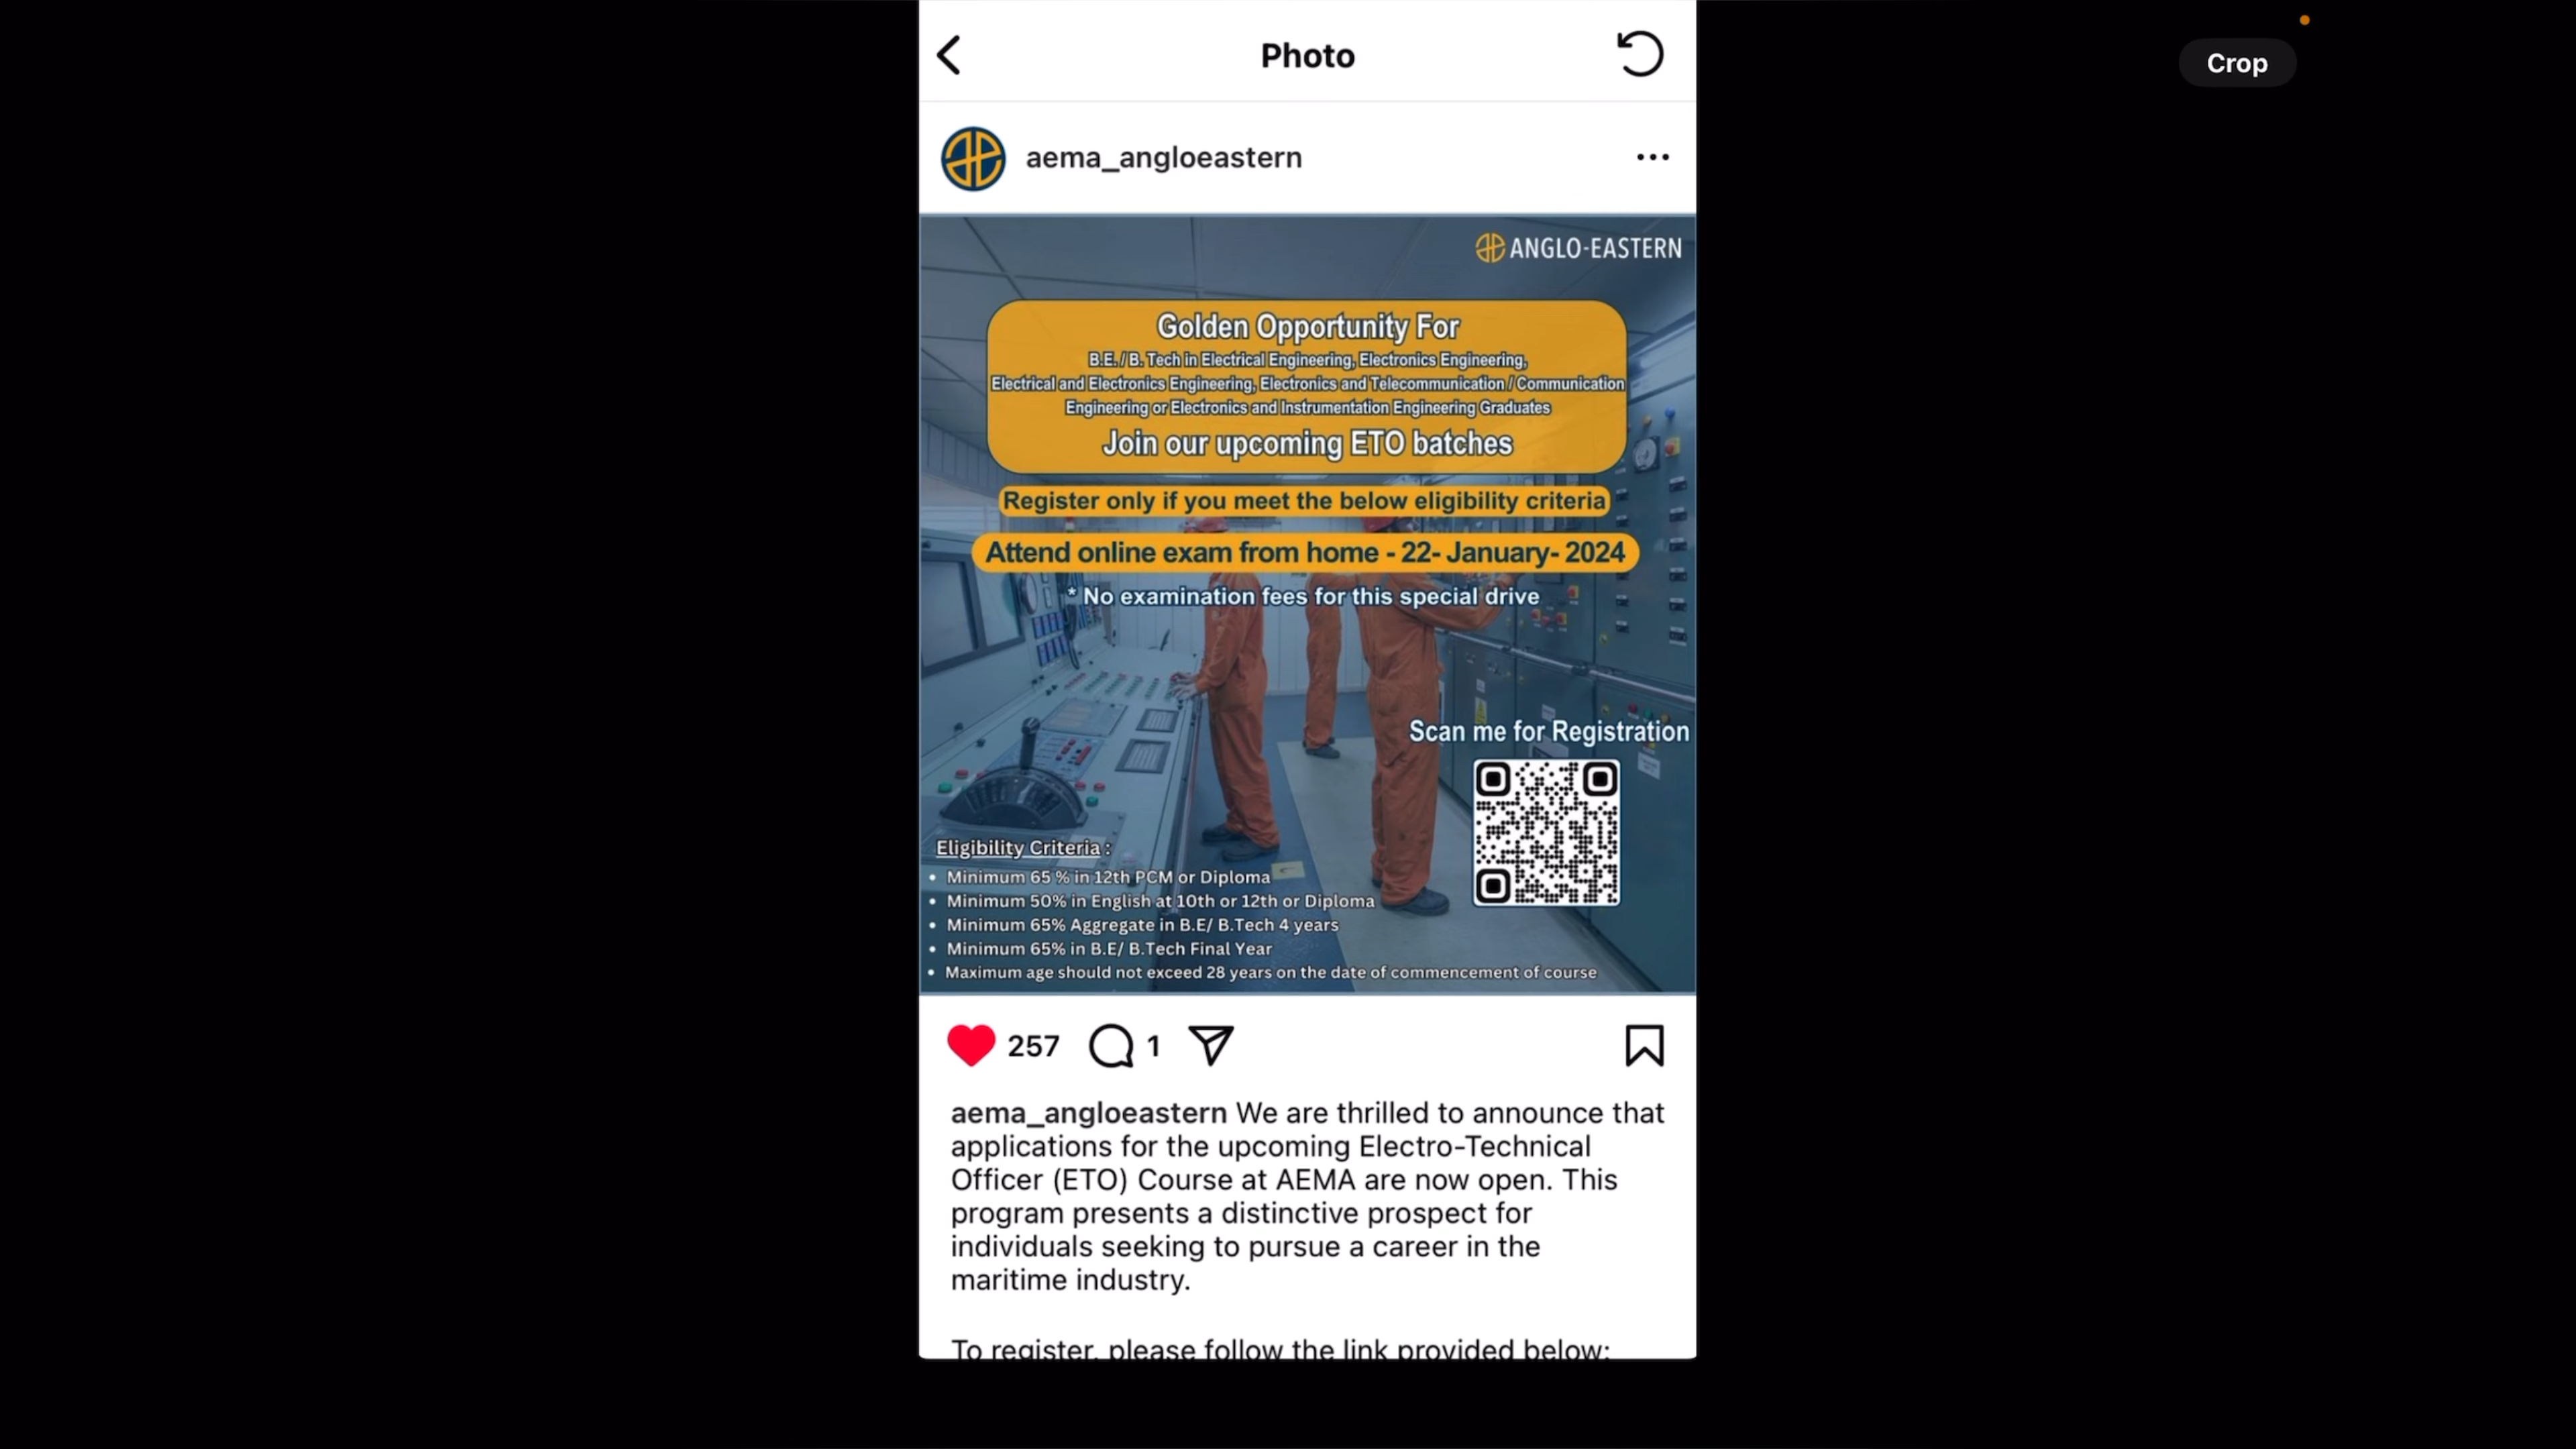 Photo
Crop
aema_angloeastern
ANGLO-EASTERN
Golden Opportunity For
B.E. / B. Tech in Electrical Engineering, Electronics Engineering,
Electrical and Electronics Engineering, Electronics and Telecommunication / Communication
Engineering or Electronics and Instrumentation Engineering Graduates
Join our upcoming ETO batches
Register only if you meet the below eligibility criteria
Attend online exam from home - 22- January- 2024
* No examination fees for this special drive
Scan me for Registration
Eligibility Criteria :
• Minimum 65 % in 12th PCM or Diploma
• Minimum 50% in English at 10th or 12th or Diploma
• Minimum 65% Aggregate in B.E/ B.Tech 4 years
• Minimum 65% in B.E/ B.Tech Final Year
• Maximum age should not exceed 28 years on the date of commencement of course
257 1
aema_angloeastern We are thrilled to announce that
applications for the upcoming Electro-Technical
Officer (ETO) Course at AEMA are now open. This
program presents a distinctive prospect for
individuals seeking to pursue a career in the
maritime industry.
To register, please follow the link provided below: